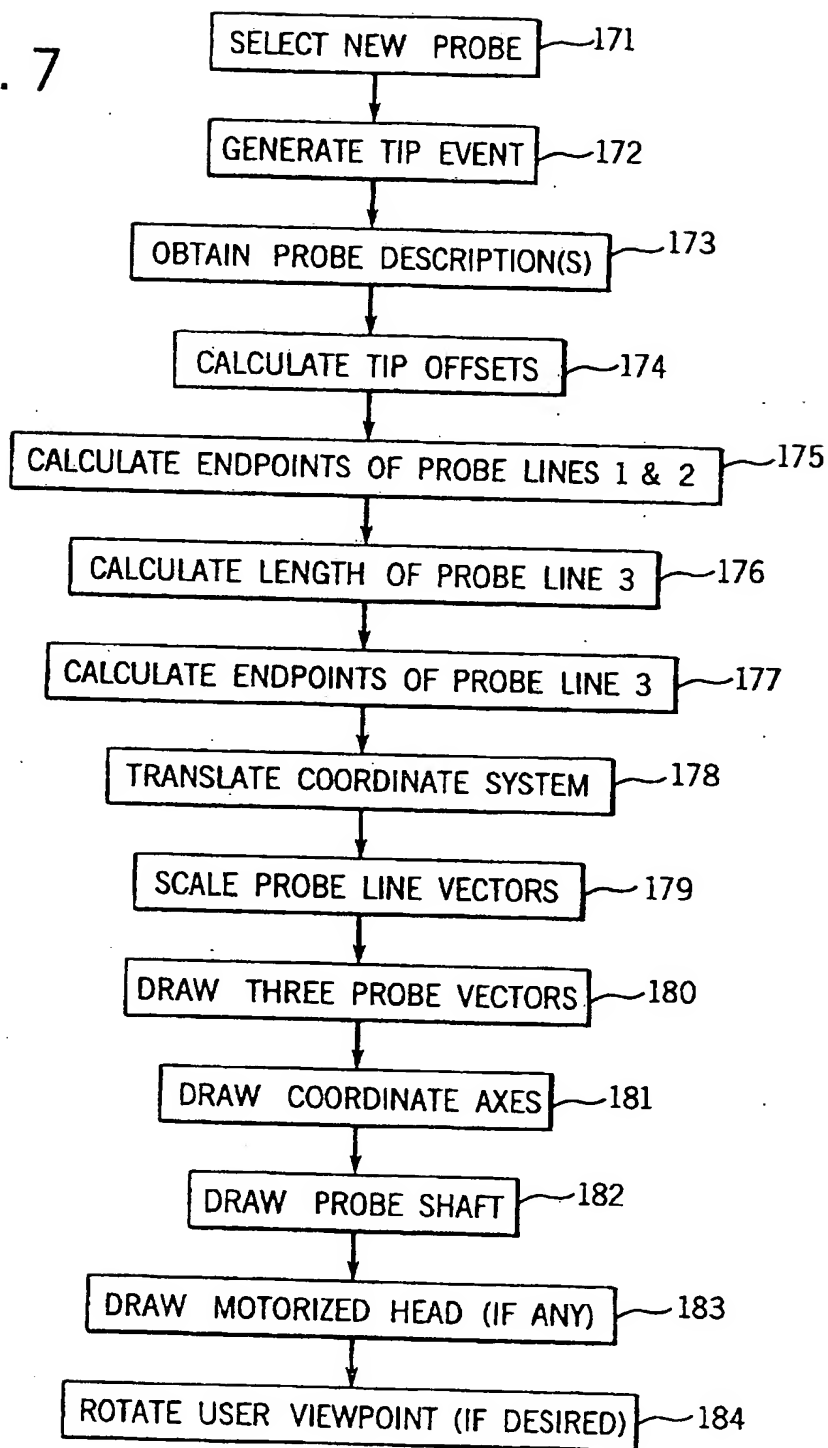 . 7
SELECT NEW PROBE 171
GENERATE TIP EVENT 172
OBTAIN PROBE DESCRIPTION(S) 173
CALCULATE TIP OFFSETS 174
CALCULATE ENDPOINTS OF PROBE LINES 1 & 2 175
CALCULATE LENGTH OF PROBE LINE 3 176
CALCULATE ENDPOINTS OF PROBE LINE 3 177
TRANSLATE COORDINATE SYSTEM 178
SCALE PROBE LINE VECTORS 179
DRAW THREE PROBE VECTORS 180
DRAW COORDINATE AXES 181
DRAW PROBE SHAFT 182
DRAW MOTORIZED HEAD (IF ANY) 183
ROTATE USER VIEWPOINT (IF DESIRED) 184